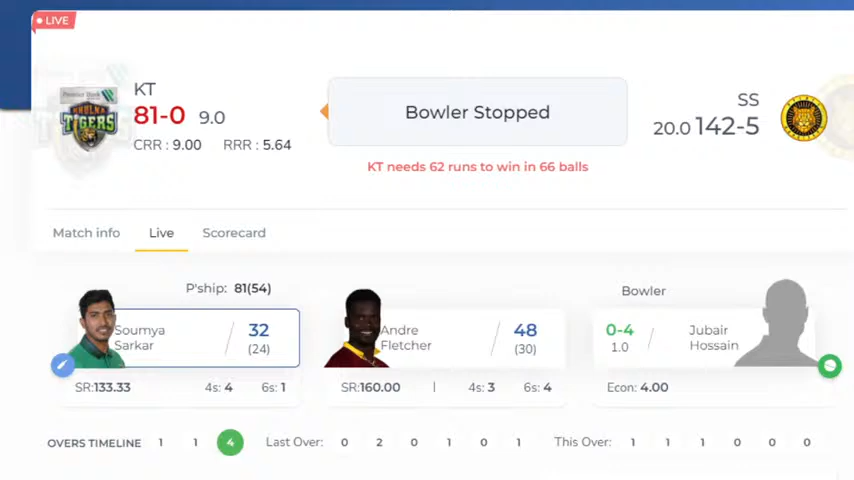 LIVE
KT
81-0 9.0
CRR : 9.00 RRR : 5.64
KHULNA
TIGERS
Bowler Stopped
KT needs 62 runs to win in 66 balls
SS
20.0 142-5
Match info Live Scorecard
P'ship: 81(54)
Soumya
Sarkar
32
(24)
SR:133.33 4s: 4 6s: 1
Andre
Fletcher
48
(30)
SR:160.00 4s: 3 6s: 4
Bowler
0-4
1.0
Jubair
Hossain
Econ: 4.00
OVERS TIMELINE 1 1 4 Last Over: 0 2 0 1 0 1 This Over: 1 1 1 0 0 0